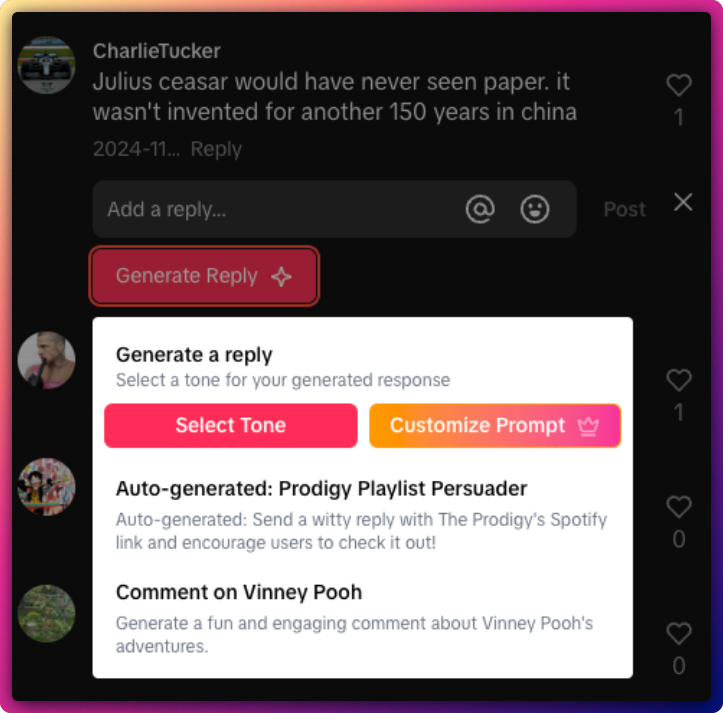 CharlieTucker
Julius ceasar would have never seen paper. it
wasn't invented for another 150 years in china
1
2024-11... Reply
Add a reply...
Post
Generate Reply
Generate a reply
Select a tone for your generated response
1
Select Tone
Customize Prompt
Auto-generated: Prodigy Playlist Persuader
Auto-generated: Send a witty reply with The Prodigy's Spotify
link and encourage users to check it out!
0
Comment on Vinney Pooh
Generate a fun and engaging comment about Vinney Pooh's
adventures.
0